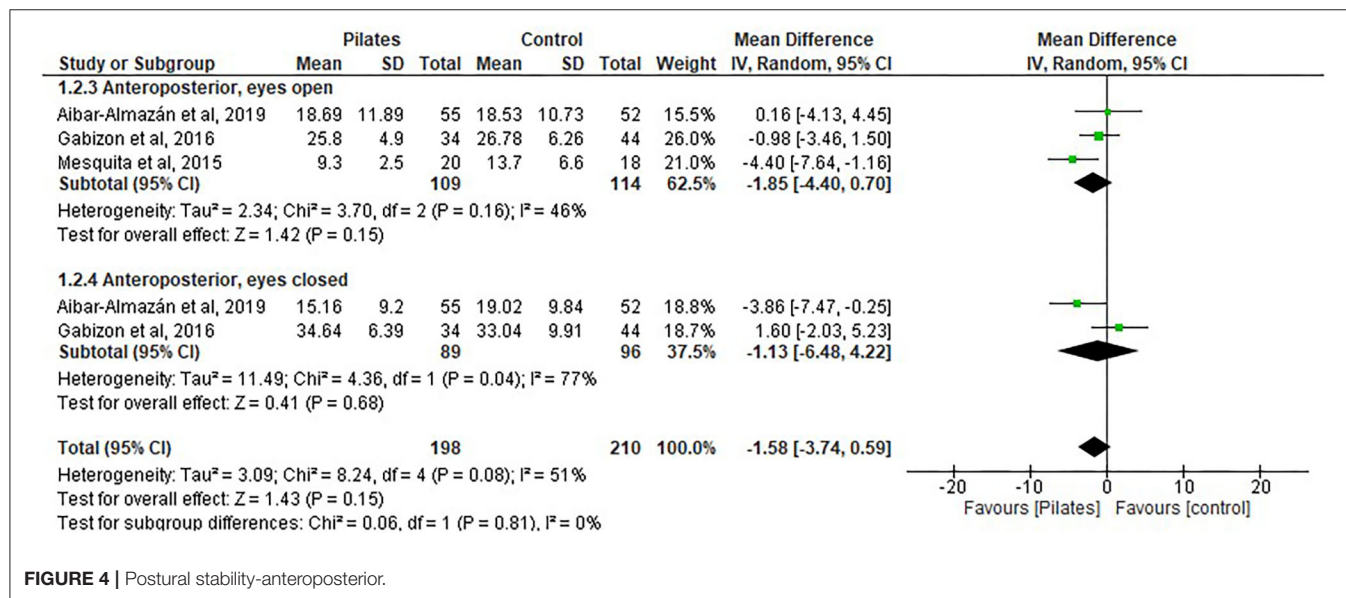 Pilates Control Mean Difference Mean Difference
Study or Subgroup Mean SD Total Mean SD Total Weight IV, Random, 95% CI IV, Random, 95% CI
1.2.3 Anteroposterior, eyes open
Aibar-Almazán et al, 2019 18.69 11.89 55 18.53 10.73 52 15.5% 0.16 [-4.13, 4.45]
Gabizon et al, 2016 25.8 4.9 34 26.78 6.26 44 26.0% -0.98 [-3.46, 1.50]
Mesquita et al, 2015 9.3 2.5 20 13.7 6.6 18 21.0% -4.40 [-7.64, -1.16]
Subtotal (95% CI) 109 114 62.5% -1.85 [-4.40, 0.70]
Heterogeneity: Tau² = 2.34; Chi² = 3.70, df = 2 (P = 0.16); I² = 46%
Test for overall effect: Z = 1.42 (P = 0.15)
1.2.4 Anteroposterior, eyes closed
Aibar-Almazán et al, 2019 15.16 9.2 55 19.02 9.84 52 18.8% -3.86 [-7.47, -0.25]
Gabizon et al, 2016 34.64 6.39 34 33.04 9.91 44 18.7% 1.60 [-2.03, 5.23]
Subtotal (95% CI) 89 96 37.5% -1.13 [-6.48, 4.22]
Heterogeneity: Tau² = 11.49; Chi² = 4.36, df = 1 (P = 0.04); I² = 77%
Test for overall effect: Z = 0.41 (P = 0.68)
Total (95% CI) 198 210 100.0% -1.58 [-3.74, 0.59]
Heterogeneity: Tau² = 3.09; Chi² = 8.24, df = 4 (P = 0.08); I² = 51%
Test for overall effect: Z = 1.43 (P = 0.15)
Test for subgroup differences: Chi² = 0.06, df = 1 (P = 0.81), I² = 0%
-20 -10 0 10 20
Favours [Pilates] Favours [control]
FIGURE 4 | Postural stability-anteroposterior.